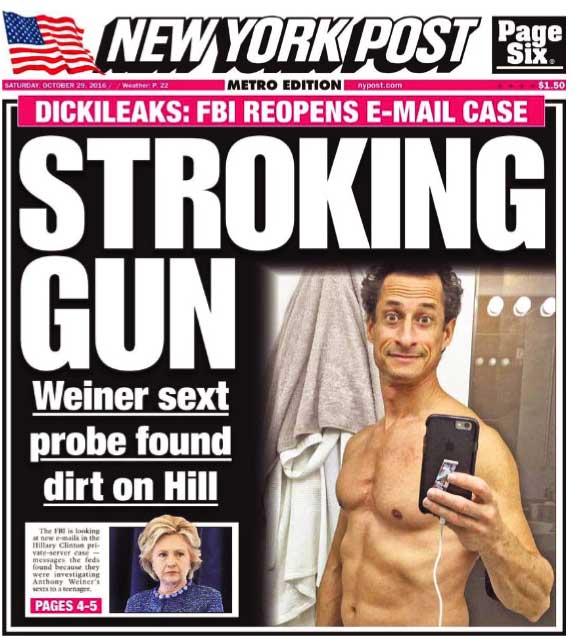 NEW YORK POST
Page
Six®
SATURDAY, OCTOBER 29, 2016 / / Weather: P. 22
METRO EDITION
nypost.com
$1.50
DICKILEAKS: FBI REOPENS E-MAIL CASE
STROKING
GUN
Weiner sext
probe found
dirt on Hill
The FBI is looking
at new e-mails in the
Hillary Clinton pri-
vate-server case —
messages the feds
found because they
were investigating
Anthony Weiner's
sexts to a teenager.
PAGES 4-5